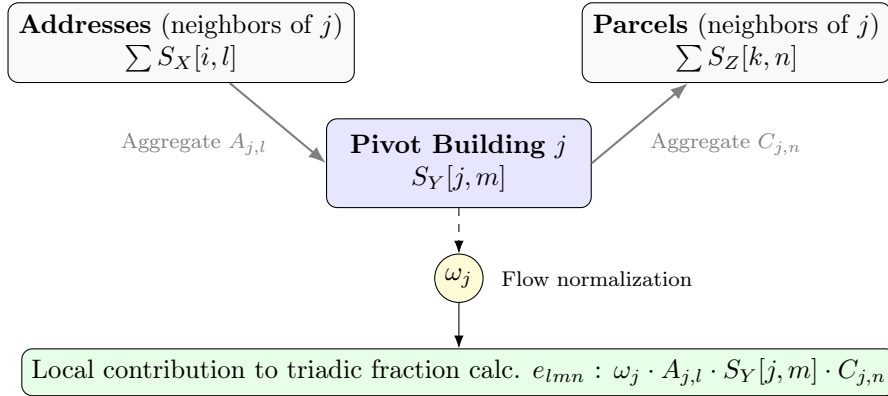 Addresses (neighbors of j)
∑ S_X[i, l]
Parcels (neighbors of j)
∑ S_Z[k, n]
Aggregate A_{j,l}
Pivot Building j
S_Y[j, m]
Aggregate C_{j,n}
ω_j
Flow normalization
Local contribution to triadic fraction calc. e_{lmn} : ω_j · A_{j,l} · S_Y[j, m] · C_{j,n}